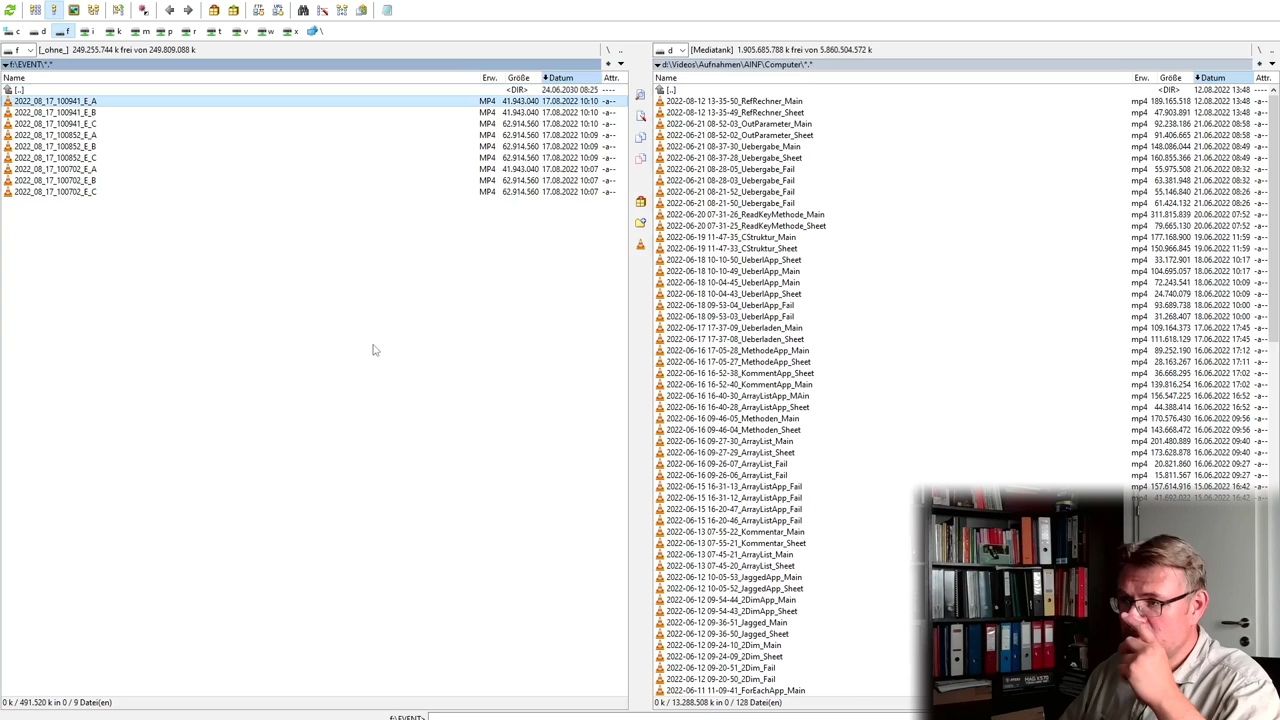 c d f i k m p r t v w x \
f [_ohne_] 249.255.744 k frei von 249.809.088 k \ ..
f:\EVENT\*.*
Name Erw. Größe Datum Attr.
[..] <DIR> 24.06.2030 08:25 ----
2022_08_17_100941_E_A MP4 41.943.040 17.08.2022 10:10 -a--
2022_08_17_100941_E_B MP4 41.943.040 17.08.2022 10:10 -a--
2022_08_17_100941_E_C MP4 62.914.560 17.08.2022 10:10 -a--
2022_08_17_100852_E_A MP4 62.914.560 17.08.2022 10:09 -a--
2022_08_17_100852_E_B MP4 62.914.560 17.08.2022 10:09 -a--
2022_08_17_100852_E_C MP4 62.914.560 17.08.2022 10:09 -a--
2022_08_17_100702_E_A MP4 41.943.040 17.08.2022 10:07 -a--
2022_08_17_100702_E_B MP4 62.914.560 17.08.2022 10:07 -a--
2022_08_17_100702_E_C MP4 62.914.560 17.08.2022 10:07 -a--
0 k / 491.520 k in 0 / 9 Datei(en)
d [Mediatank] 1.905.685.788 k frei von 5.860.504.572 k \ ..
d:\Videos\Aufnahmen\AINF\Computer\*.*
Name Erw. Größe Datum Attr.
[..] <DIR> 12.08.2022 13:48 ----
2022-08-12 13-35-50_RefRechner_Main mp4 189.165.518 12.08.2022 13:48 -a--
2022-08-12 13-35-49_RefRechner_Sheet mp4 47.903.891 12.08.2022 13:48 -a--
2022-06-21 08-52-03_OutParameter_Main mp4 92.238.186 21.06.2022 08:58 -a--
2022-06-21 08-52-02_OutParameter_Sheet mp4 91.406.665 21.06.2022 08:58 -a--
2022-06-21 08-37-30_Uebergabe_Main mp4 148.086.044 21.06.2022 08:49 -a--
2022-06-21 08-37-28_Uebergabe_Sheet mp4 160.855.366 21.06.2022 08:49 -a--
2022-06-21 08-28-05_Uebergabe_Fail mp4 55.975.508 21.06.2022 08:32 -a--
2022-06-21 08-28-03_Uebergabe_Fail mp4 63.381.948 21.06.2022 08:32 -a--
2022-06-21 08-21-52_Uebergabe_Fail mp4 55.146.840 21.06.2022 08:26 -a--
2022-06-21 08-21-50_Uebergabe_Fail mp4 61.424.132 21.06.2022 08:26 -a--
2022-06-20 07-31-26_ReadKeyMethode_Main mp4 311.815.839 20.06.2022 07:52 -a--
2022-06-20 07-31-25_ReadKeyMethode_Sheet mp4 79.665.130 20.06.2022 07:52 -a--
2022-06-19 11-47-35_CStruktur_Main mp4 177.168.900 19.06.2022 11:59 -a--
2022-06-19 11-47-33_CStruktur_Sheet mp4 150.966.845 19.06.2022 11:59 -a--
2022-06-18 10-10-50_UeberlApp_Sheet mp4 33.172.901 18.06.2022 10:17 -a--
2022-06-18 10-10-49_UeberlApp_Main mp4 104.695.057 18.06.2022 10:17 -a--
2022-06-18 10-04-45_UeberlApp_Main mp4 72.243.541 18.06.2022 10:09 -a--
2022-06-18 10-04-43_UeberlApp_Sheet mp4 24.740.079 18.06.2022 10:09 -a--
2022-06-18 09-53-04_UeberlApp_Fail mp4 93.689.738 18.06.2022 10:00 -a--
2022-06-18 09-53-03_UeberlApp_Fail mp4 31.268.407 18.06.2022 10:00 -a--
2022-06-17 17-37-09_Ueberladen_Main mp4 109.164.373 17.06.2022 17:45 -a--
2022-06-17 17-37-08_Ueberladen_Sheet mp4 111.618.129 17.06.2022 17:45 -a--
2022-06-16 17-05-28_MethodeApp_Main mp4 89.252.190 16.06.2022 17:12 -a--
2022-06-16 17-05-27_MethodeApp_Sheet mp4 28.163.267 16.06.2022 17:11 -a--
2022-06-16 16-52-38_KommentApp_Sheet mp4 36.668.295 16.06.2022 17:02 -a--
2022-06-16 16-52-40_KommentApp_Main mp4 139.816.254 16.06.2022 17:02 -a--
2022-06-16 16-40-30_ArrayListApp_MAin mp4 156.547.225 16.06.2022 16:52 -a--
2022-06-16 16-40-28_ArrayListApp_Sheet mp4 44.388.414 16.06.2022 16:52 -a--
2022-06-16 09-46-05_Methoden_Main mp4 170.576.430 16.06.2022 09:56 -a--
2022-06-16 09-46-04_Methoden_Sheet mp4 143.668.472 16.06.2022 09:56 -a--
2022-06-16 09-27-30_ArrayList_Main mp4 201.480.889 16.06.2022 09:40 -a--
2022-06-16 09-27-29_ArrayList_Sheet mp4 173.628.878 16.06.2022 09:40 -a--
2022-06-16 09-26-07_ArrayList_Fail mp4 20.821.860 16.06.2022 09:27 -a--
2022-06-16 09-26-06_ArrayList_Fail mp4 15.811.567 16.06.2022 09:27 -a--
2022-06-15 16-31-13_ArrayListApp_Fail mp4 157.614.916 15.06.2022 16:42 -a--
2022-06-15 16-31-12_ArrayListApp_Fail mp4 41.692.032 15.06.2022 16:42 -a--
2022-06-15 16-20-47_ArrayListApp_Fail
2022-06-15 16-20-46_ArrayListApp_Fail
2022-06-13 07-55-22_Kommentar_Main
2022-06-13 07-55-21_Kommentar_Sheet
2022-06-13 07-45-21_ArrayList_Main
2022-06-13 07-45-20_ArrayList_Sheet
2022-06-12 10-05-53_JaggedApp_Main
2022-06-12 10-05-52_JaggedApp_Sheet
2022-06-12 09-54-44_2DimApp_Main
2022-06-12 09-54-43_2DimApp_Sheet
2022-06-12 09-36-51_Jagged_Main
2022-06-12 09-36-50_Jagged_Sheet
2022-06-12 09-24-10_2Dim_Main
2022-06-12 09-24-09_2Dim_Sheet
2022-06-12 09-20-51_2Dim_Fail
2022-06-12 09-20-50_2Dim_Fail
2022-06-11 11-09-41_ForEachApp_Main
0 k / 13.288.508 k in 0 / 128 Datei(en)
f:\EVENT>